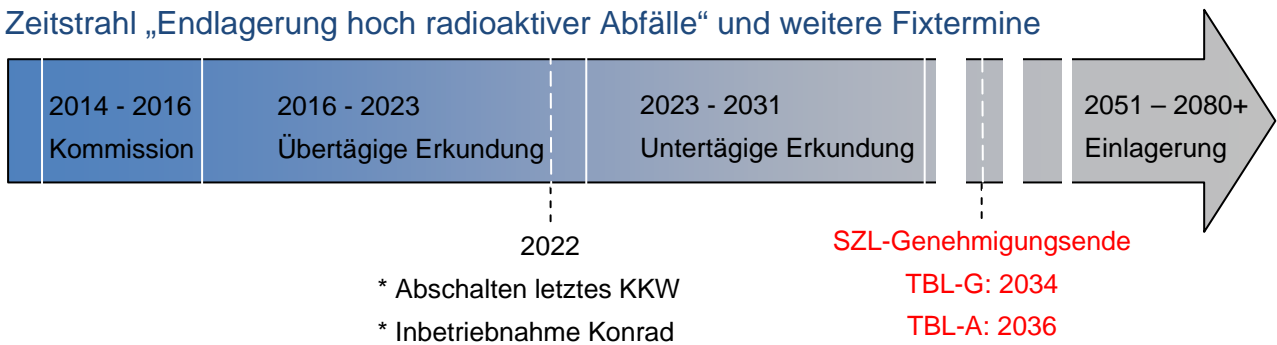 Zeitstrahl „Endlagerung hoch radioaktiver Abfälle“ und weitere Fixtermine
2014 - 2016
Kommission
2016 - 2023
Übertägige Erkundung
2023 - 2031
Untertägige Erkundung
2051 – 2080+
Einlagerung
2022
* Abschalten letztes KKW
* Inbetriebnahme Konrad
SZL-Genehmigungsende
TBL-G: 2034
TBL-A: 2036